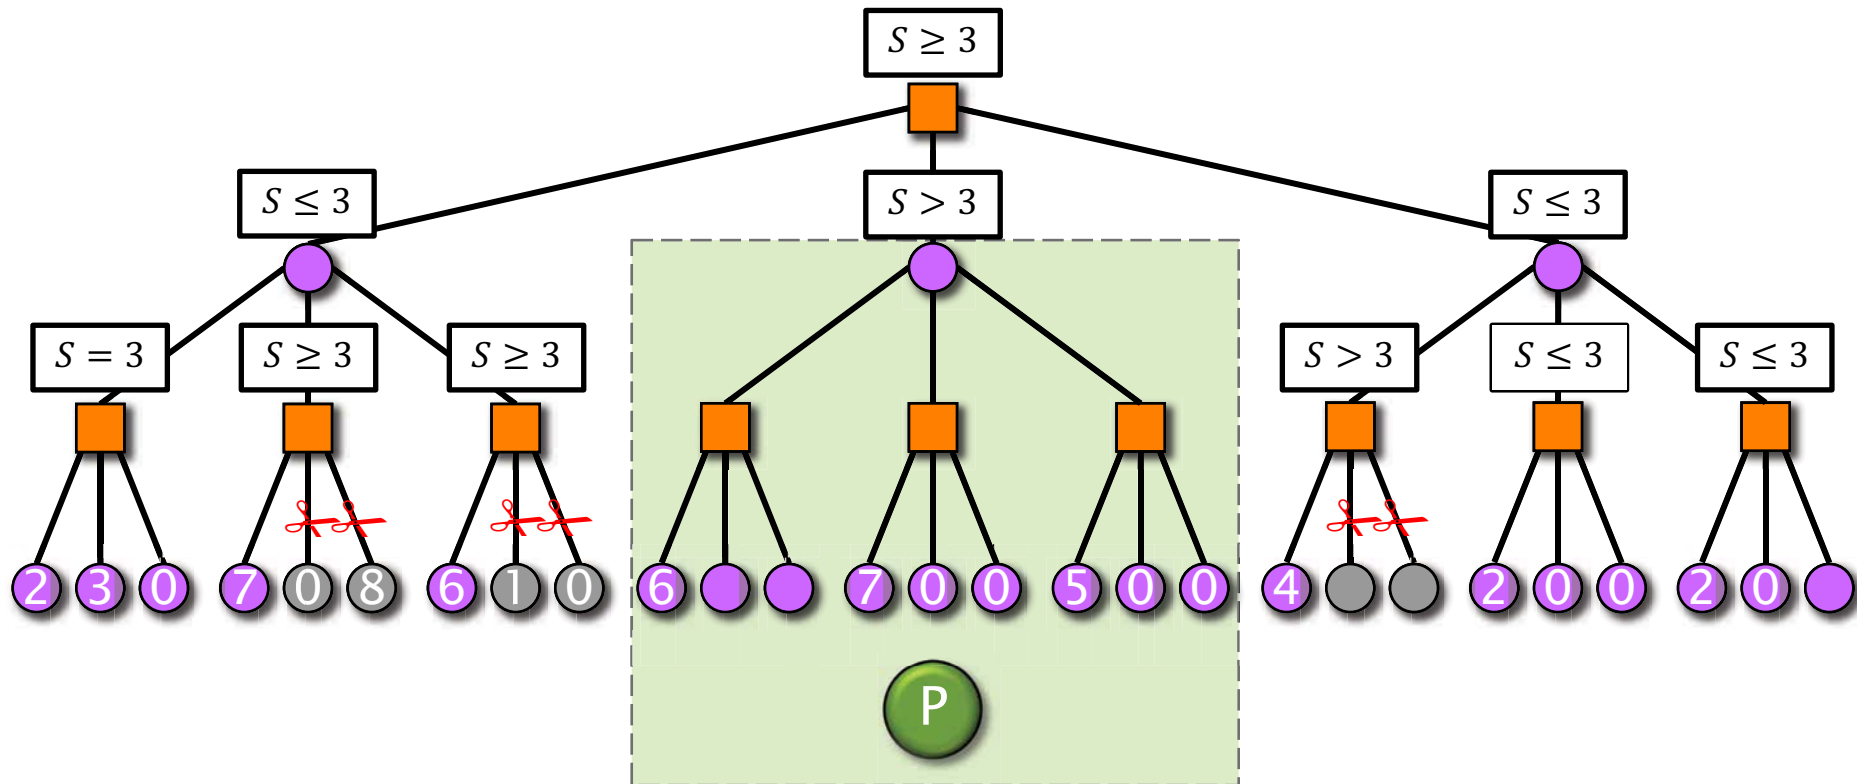 S ≥ 3
S ≤ 3 S > 3 S ≤ 3
S = 3 S ≥ 3 S ≥ 3 S > 3 S ≤ 3 S ≤ 3
2 3 0 7 0 8 6 1 0 6 7 0 0 5 0 0 4 2 0 0 2 0
P